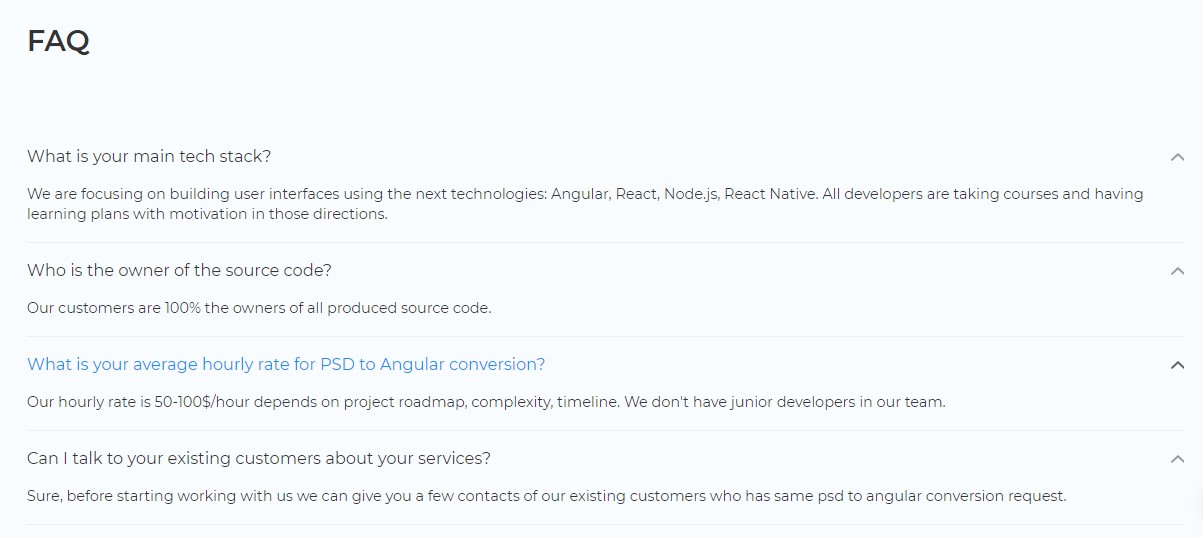 FAQ
What is your main tech stack?
We are focusing on building user interfaces using the next technologies: Angular, React, Node.js, React Native. All developers are taking courses and having
learning plans with motivation in those directions.
Who is the owner of the source code?
Our customers are 100% the owners of all produced source code.
What is your average hourly rate for PSD to Angular conversion?
Our hourly rate is 50-100$/hour depends on project roadmap, complexity, timeline. We don't have junior developers in our team.
Can I talk to your existing customers about your services?
Sure, before starting working with us we can give you a few contacts of our existing customers who has same psd to angular conversion request.